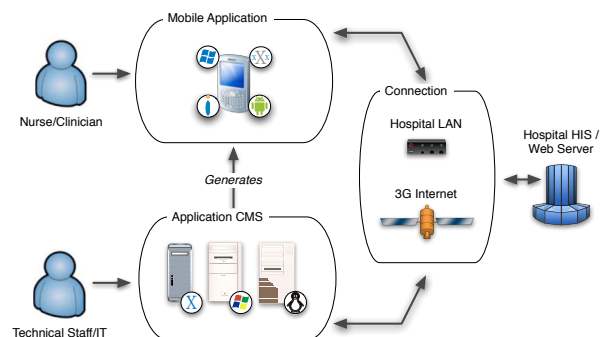 Mobile Application
Nurse/Clinician
Connection
Hospital LAN
Hospital HIS /
Web Server
3G Internet
Generates
Application CMS
X
Technical Staff/IT